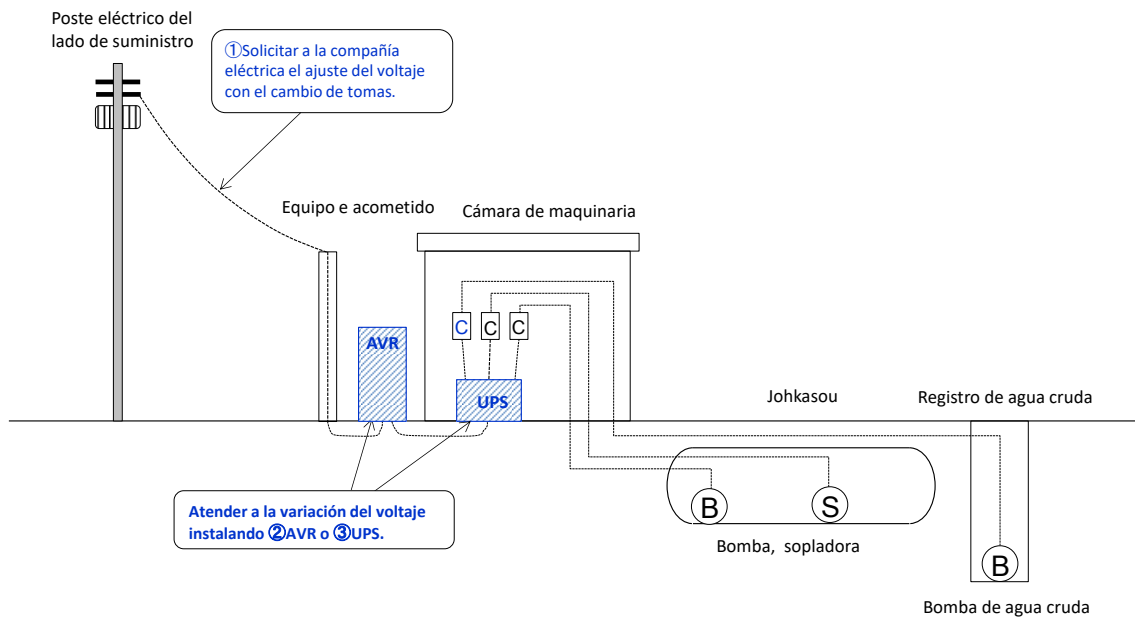 Poste eléctrico del
lado de suministro
①Solicitar a la compañía
eléctrica el ajuste del voltaje
con el cambio de tomas.
Equipo e acometido
Cámara de maquinaria
C C C
AVR
UPS
Johkasou
Registro de agua cruda
Atender a la variación del voltaje
instalando ②AVR o ③UPS.
B
S
Bomba, sopladora
B
Bomba de agua cruda